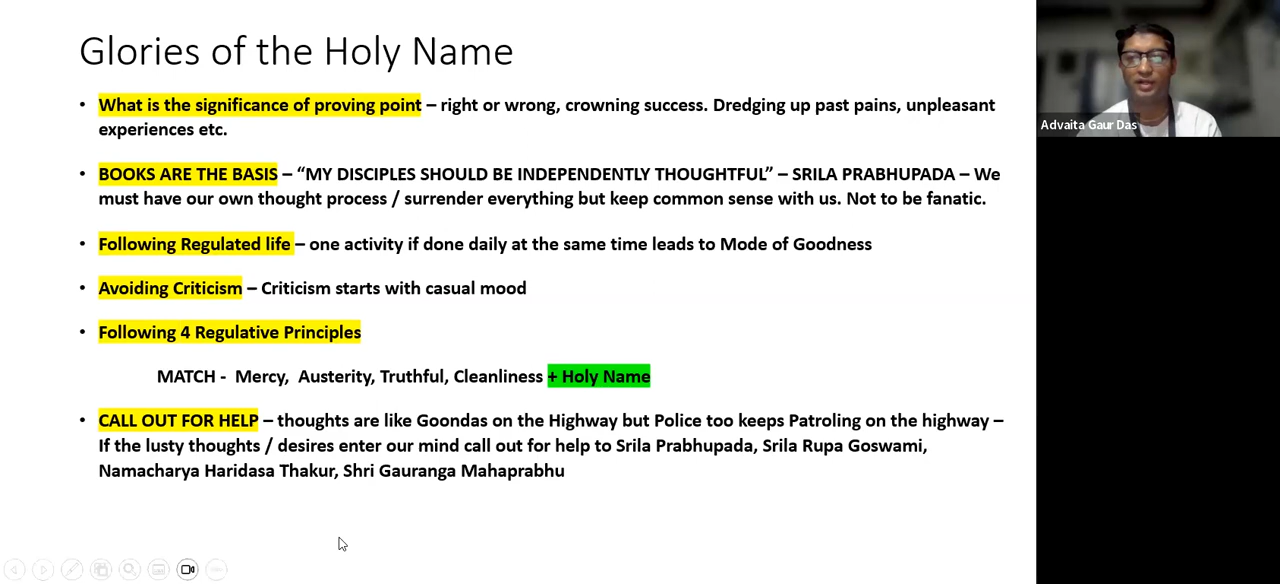 Glories of the Holy Name
• What is the significance of proving point – right or wrong, crowning success. Dredging up past pains, unpleasant
experiences etc.
• BOOKS ARE THE BASIS – “MY DISCIPLES SHOULD BE INDEPENDENTLY THOUGHTFUL” – SRILA PRABHUPADA – We
must have our own thought process / surrender everything but keep common sense with us. Not to be fanatic.
• Following Regulated life – one activity if done daily at the same time leads to Mode of Goodness
• Avoiding Criticism – Criticism starts with casual mood
• Following 4 Regulative Principles
MATCH - Mercy, Austerity, Truthful, Cleanliness + Holy Name
• CALL OUT FOR HELP – thoughts are like Goondas on the Highway but Police too keeps Patroling on the highway –
If the lusty thoughts / desires enter our mind call out for help to Srila Prabhupada, Srila Rupa Goswami,
Namacharya Haridasa Thakur, Shri Gauranga Mahaprabhu
Advaita Gaur Das